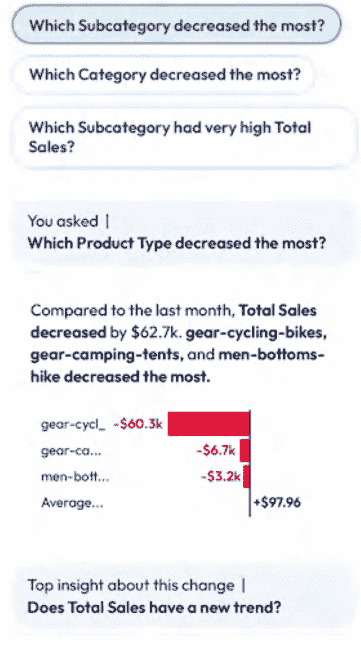 Which Subcategory decreased the most?
Which Category decreased the most?
Which Subcategory had very high Total
Sales?
You asked |
Which Product Type decreased the most?
Compared to the last month, Total Sales
decreased by $62.7k. gear-cycling-bikes,
gear-camping-tents, and men-bottoms-
hike decreased the most.
gear-cycl_ -$60.3k
gear-ca... -$6.7k
men-bott... -$3.2k
Average... +$97.96
Top insight about this change |
Does Total Sales have a new trend?